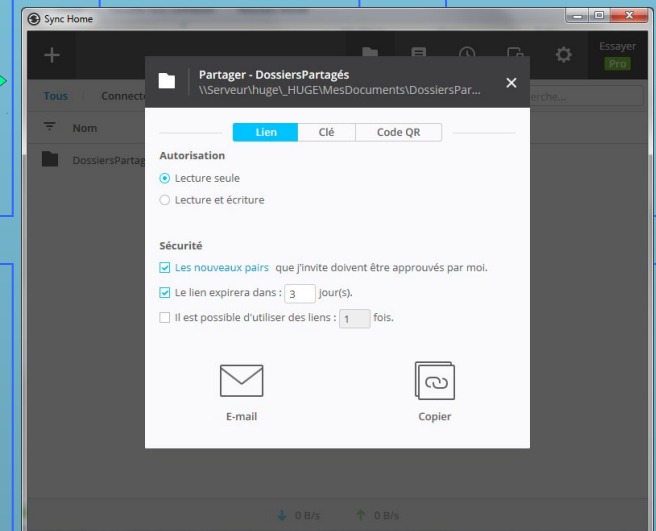 Sync Home
Essayer
Pro
Partager - DossiersPartagés
\\Serveur\huge\_HUGE\MesDocuments\DossiersPar...
Tous
Connect
erche...
Nom
DossiersPartag
Lien
Clé
Code QR
Autorisation
Lecture seule
Lecture et écriture
Sécurité
Les nouveaux pairs que j'invite doivent être approuvés par moi.
Le lien expirera dans : 3 jour(s).
Il est possible d'utiliser des liens : 1 fois.
E-mail
Copier
0 B/s
0 B/s